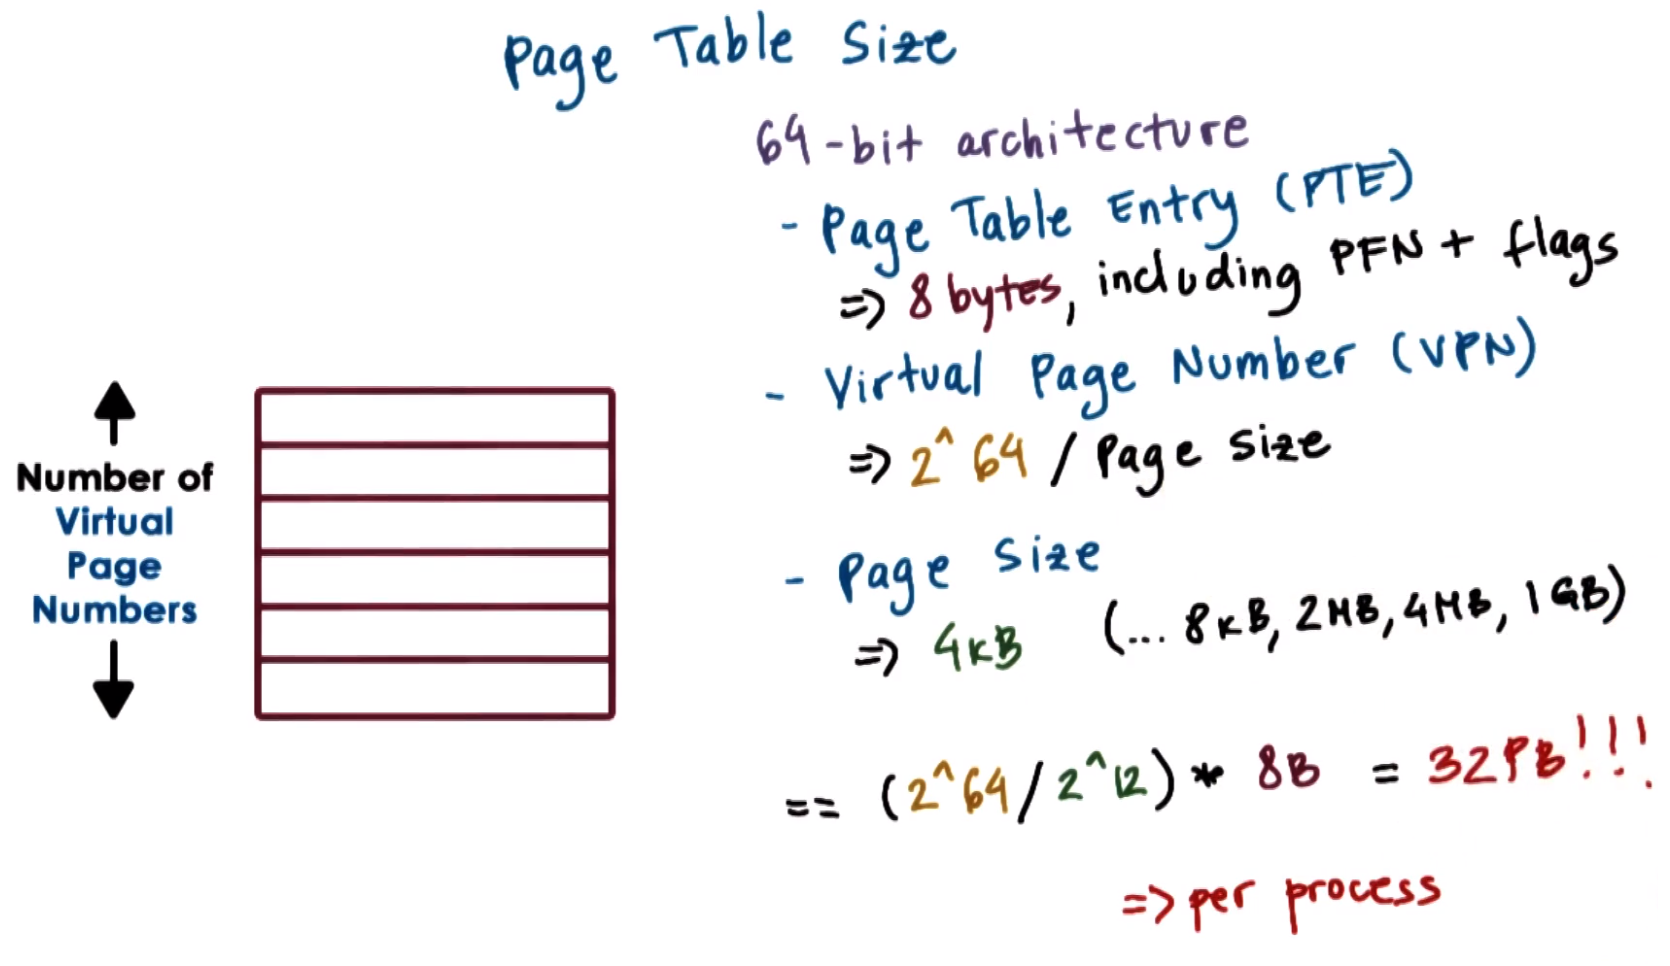 Page Table Size
64-bit architecture
- Page Table Entry (PTE)
=> 8 bytes, including PFN + flags
- Virtual Page Number (VPN)
=> 2^64 / Page Size
- Page Size
=> 4KB (... 8KB, 2MB, 4MB, 1GB)
== (2^64/2^12) * 8B = 32PB!!!
=> per process
Number of
Virtual
Page
Numbers